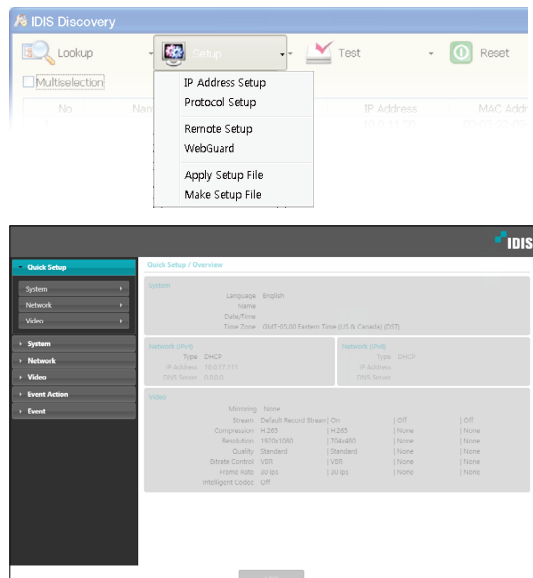 IDIS Discovery
Lookup
Setup
Test
Reset
Multiselection
No
IP Address
MAC Addr
IP Address Setup
Protocol Setup
Remote Setup
WebGuard
Apply Setup File
Make Setup File
IDIS
Quick Setup
Quick Setup / Overview
System
Network
Video
System
Network
Video
Event Action
Event
System
Language English
Name
Date/Time
Time Zone GMT-05:00 Eastern Time (US & Canada) (DST)
Network (IPv4)
Type DHCP
IP Address 10.0.17.111
DNS Server 0.0.0.0
Type DHCP
IP Address
DNS Server
Video
Mirroring None
Stream Default Record Stream | On | Off | Off
Compression H.265 | H.265 | None | None
Resolution 1920x1080 | 704x480 | None | None
Quality Standard | Standard | None | None
Bitrate Control VBR | VBR | None | None
Frame Rate 30 ips | 30 ips | None | None
Intelligent Codec Off